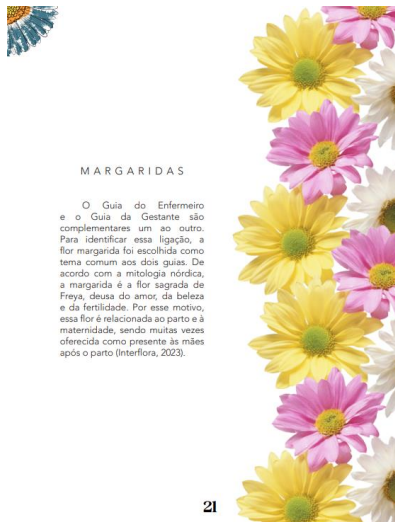 MARGARIDAS
O Guia do Enfermeiro
e o Guia da Gestante são
complementares um ao outro.
Para identificar essa ligação, a
flor margarida foi escolhida como
tema comum aos dois guias. De
acordo com a mitologia nórdica,
a margarida é a flor sagrada de
Freya, deusa do amor, da beleza
e da fertilidade. Por esse motivo,
essa flor é relacionada ao parto e à
maternidade, sendo muitas vezes
oferecida como presente às mães
após o parto (Interflora, 2023).
21